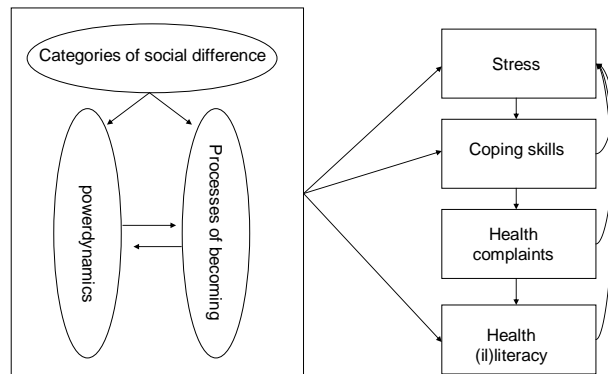 Categories of social difference
powerdynamics
Processes of becoming
Stress
Coping skills
Health
complaints
Health
(il)literacy